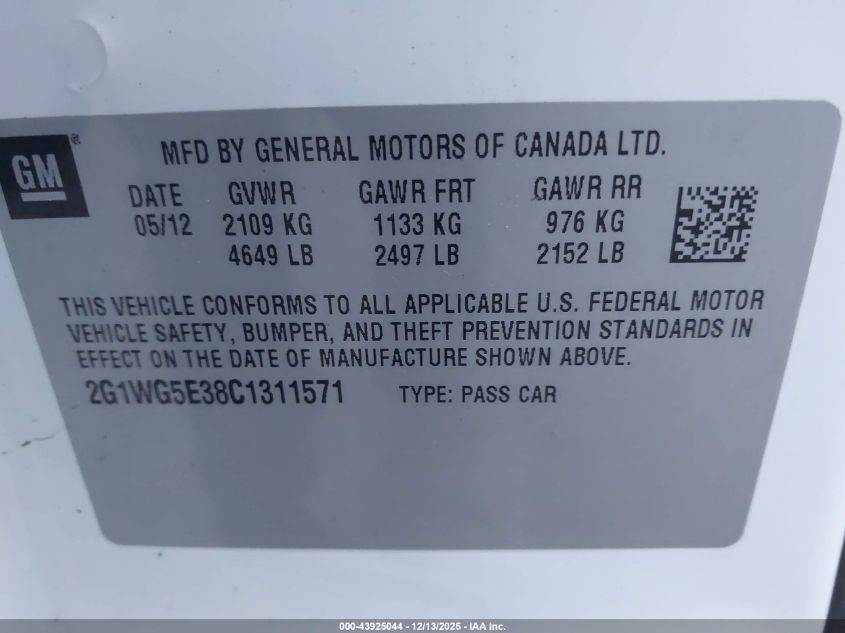 GM®
MFD BY GENERAL MOTORS OF CANADA LTD.
DATE GVWR GAWR FRT GAWR RR
05/12 2109 KG 1133 KG 976 KG
4649 LB 2497 LB 2152 LB
THIS VEHICLE CONFORMS TO ALL APPLICABLE U.S. FEDERAL MOTOR
VEHICLE SAFETY, BUMPER, AND THEFT PREVENTION STANDARDS IN
EFFECT ON THE DATE OF MANUFACTURE SHOWN ABOVE.
2G1WG5E38C1311571 TYPE: PASS CAR
000-43925044 - 12/13/2025 - IAA Inc.